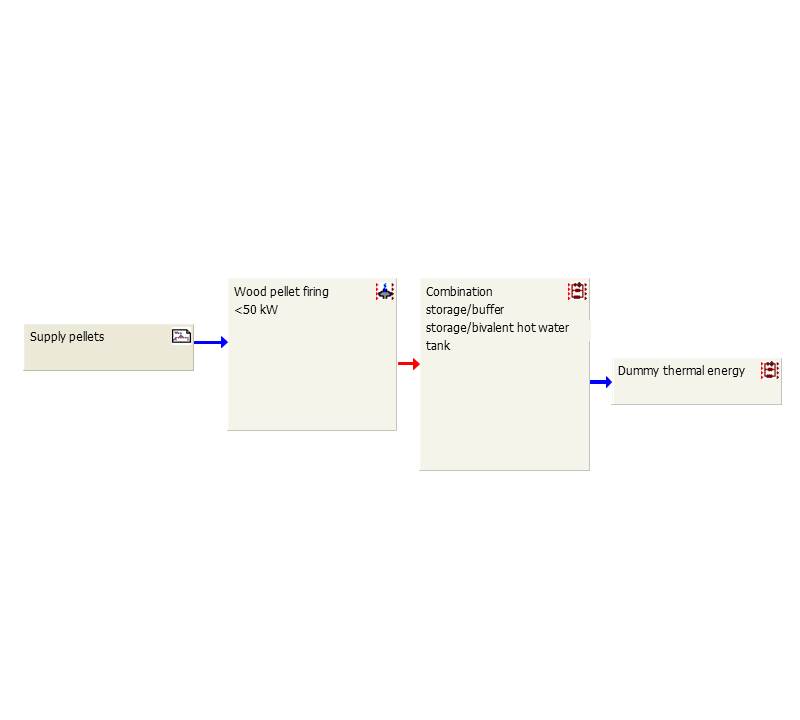 Supply pellets
Wood pellet firing
<50 kW
Combination
storage/buffer
storage/bivalent hot water
tank
Dummy thermal energy